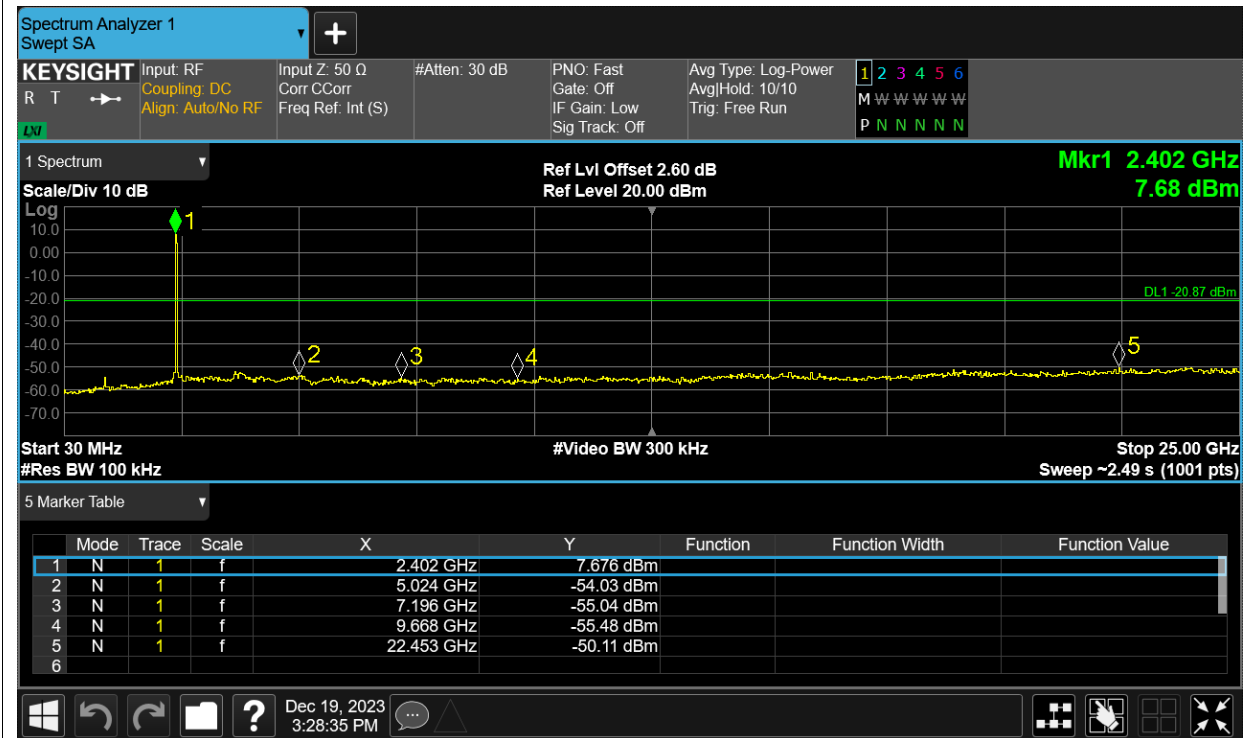 Spectrum Analyzer 1
Swept SA
KEYSIGHT
R T
LXI
Input: RF
Coupling: DC
Align: Auto/No RF
Input Z: 50 Ω
Corr CCorr
Freq Ref: Int (S)
#Atten: 30 dB
PNO: Fast
Gate: Off
IF Gain: Low
Sig Track: Off
Avg Type: Log-Power
Avg|Hold: 10/10
Trig: Free Run
1 2 3 4 5 6
M W W W W W
P N N N N N
1 Spectrum
Scale/Div 10 dB
Ref Lvl Offset 2.60 dB
Ref Level 20.00 dBm
Mkr1 2.402 GHz
7.68 dBm
Log
10.0
0.00
-10.0
-20.0
-30.0
-40.0
-50.0
-60.0
-70.0
1
2
3
4
5
DL1 -20.87 dBm
Start 30 MHz
#Res BW 100 kHz
#Video BW 300 kHz
Stop 25.00 GHz
Sweep ~2.49 s (1001 pts)
5 Marker Table
Mode Trace Scale X Y Function Function Width Function Value
1 N 1 f 2.402 GHz 7.676 dBm
2 N 1 f 5.024 GHz -54.03 dBm
3 N 1 f 7.196 GHz -55.04 dBm
4 N 1 f 9.668 GHz -55.48 dBm
5 N 1 f 22.453 GHz -50.11 dBm
6
?
Dec 19, 2023
3:28:35 PM